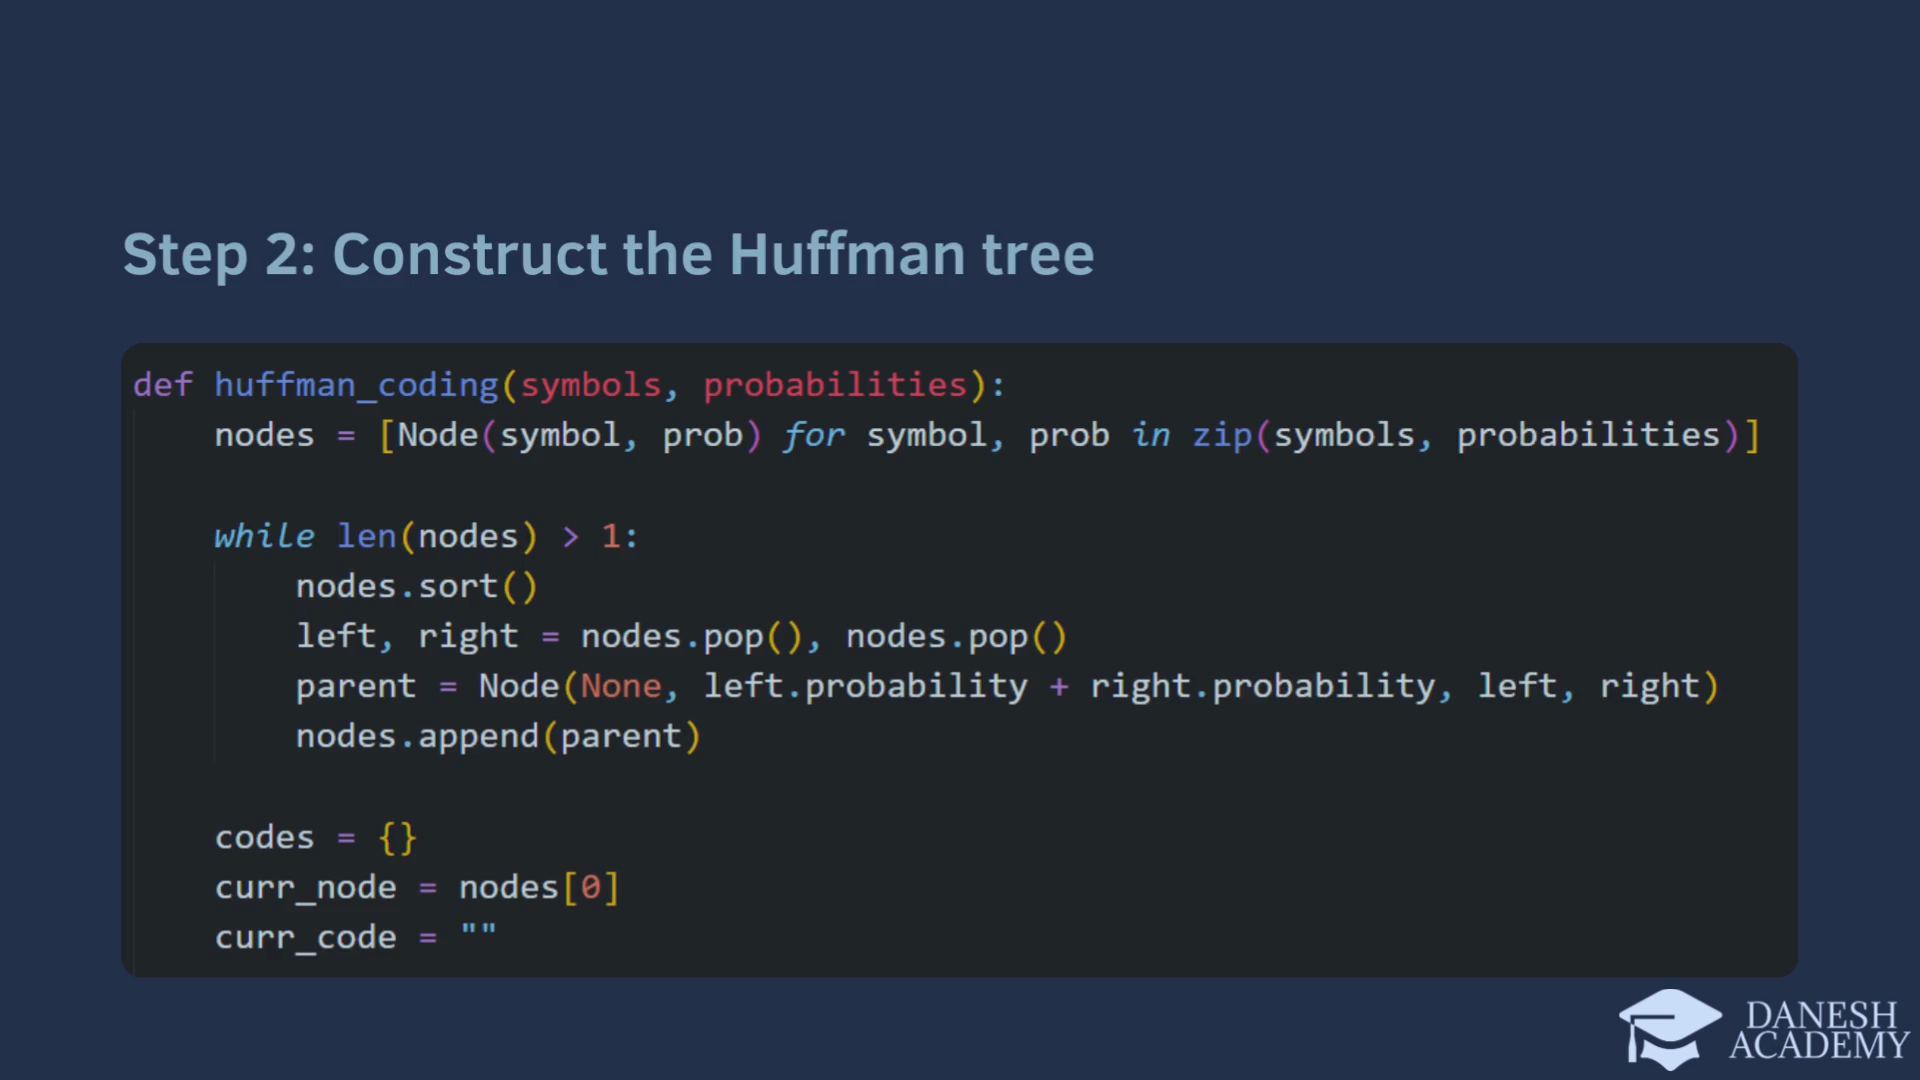 Step 2: Construct the Huffman tree
def huffman_coding(symbols, probabilities):
    nodes = [Node(symbol, prob) for symbol, prob in zip(symbols, probabilities)]
    while len(nodes) > 1:
        nodes.sort()
        left, right = nodes.pop(), nodes.pop()
        parent = Node(None, left.probability + right.probability, left, right)
        nodes.append(parent)
    codes = {}
    curr_node = nodes[0]
    curr_code = ""
DANESH
ACADEMY